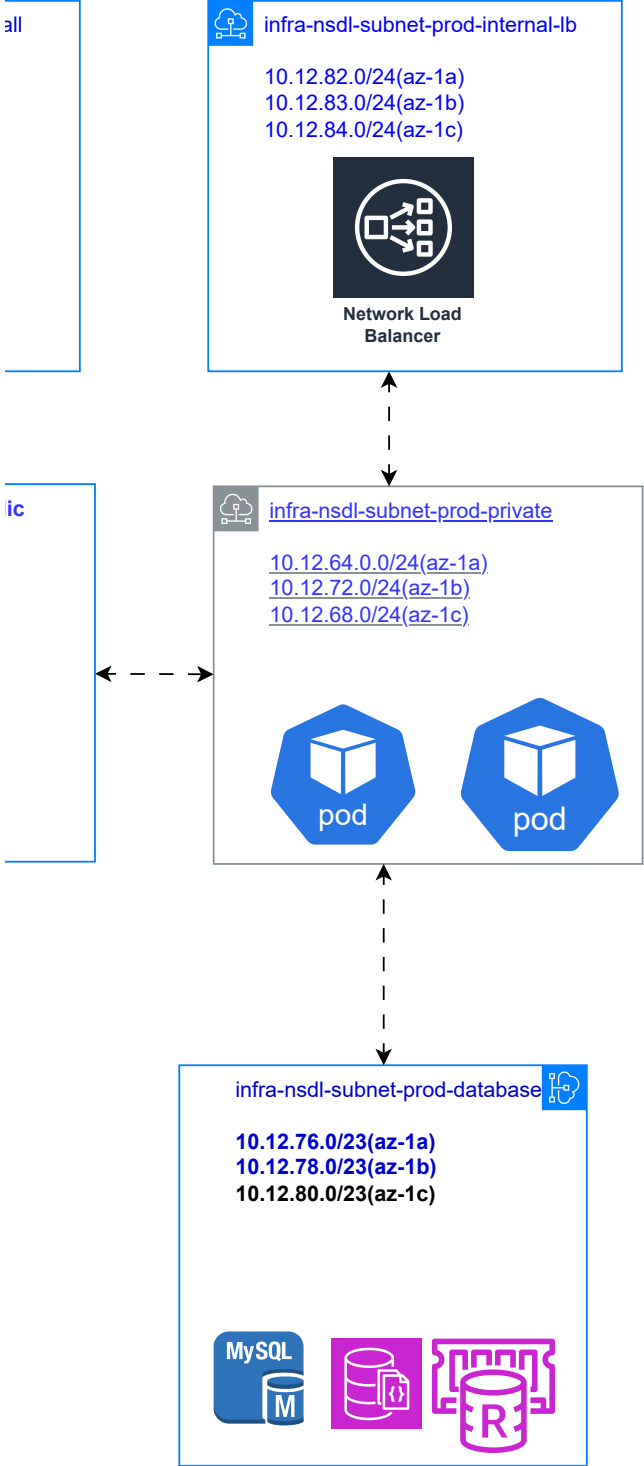 all
infra-nsdl-subnet-prod-internal-lb
10.12.82.0/24(az-1a)
10.12.83.0/24(az-1b)
10.12.84.0/24(az-1c)
Network Load
Balancer
lic
infra-nsdl-subnet-prod-private
10.12.64.0.0/24(az-1a)
10.12.72.0/24(az-1b)
10.12.68.0/24(az-1c)
pod
pod
infra-nsdl-subnet-prod-database
10.12.76.0/23(az-1a)
10.12.78.0/23(az-1b)
10.12.80.0/23(az-1c)
MySQL
M
{}
R